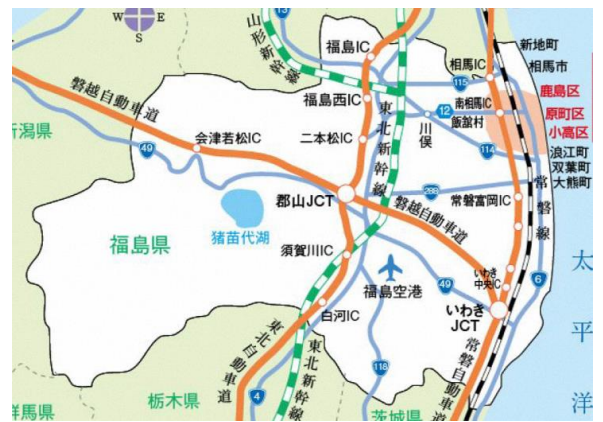 W
E
S
山形新幹線
13
福島IC
新地町
相馬IC
相馬市
115
鹿島区
磐越自動車道
福島西IC
東北新幹線
12
南相馬IC
原町区
新潟県
会津若松IC
二本松IC
川俣
飯舘村
小高区
49
114
浪江町
双葉町
大熊町
288
郡山JCT
常磐富岡IC
常磐線
猪苗代湖
磐越自動車道
福島県
須賀川IC
いわき
中央IC
6
福島空港
49
太平洋
白河IC
いわき
JCT
東北自動車道
東北新幹線
118
常磐自動車道
4
栃木県
群馬県
茨城県